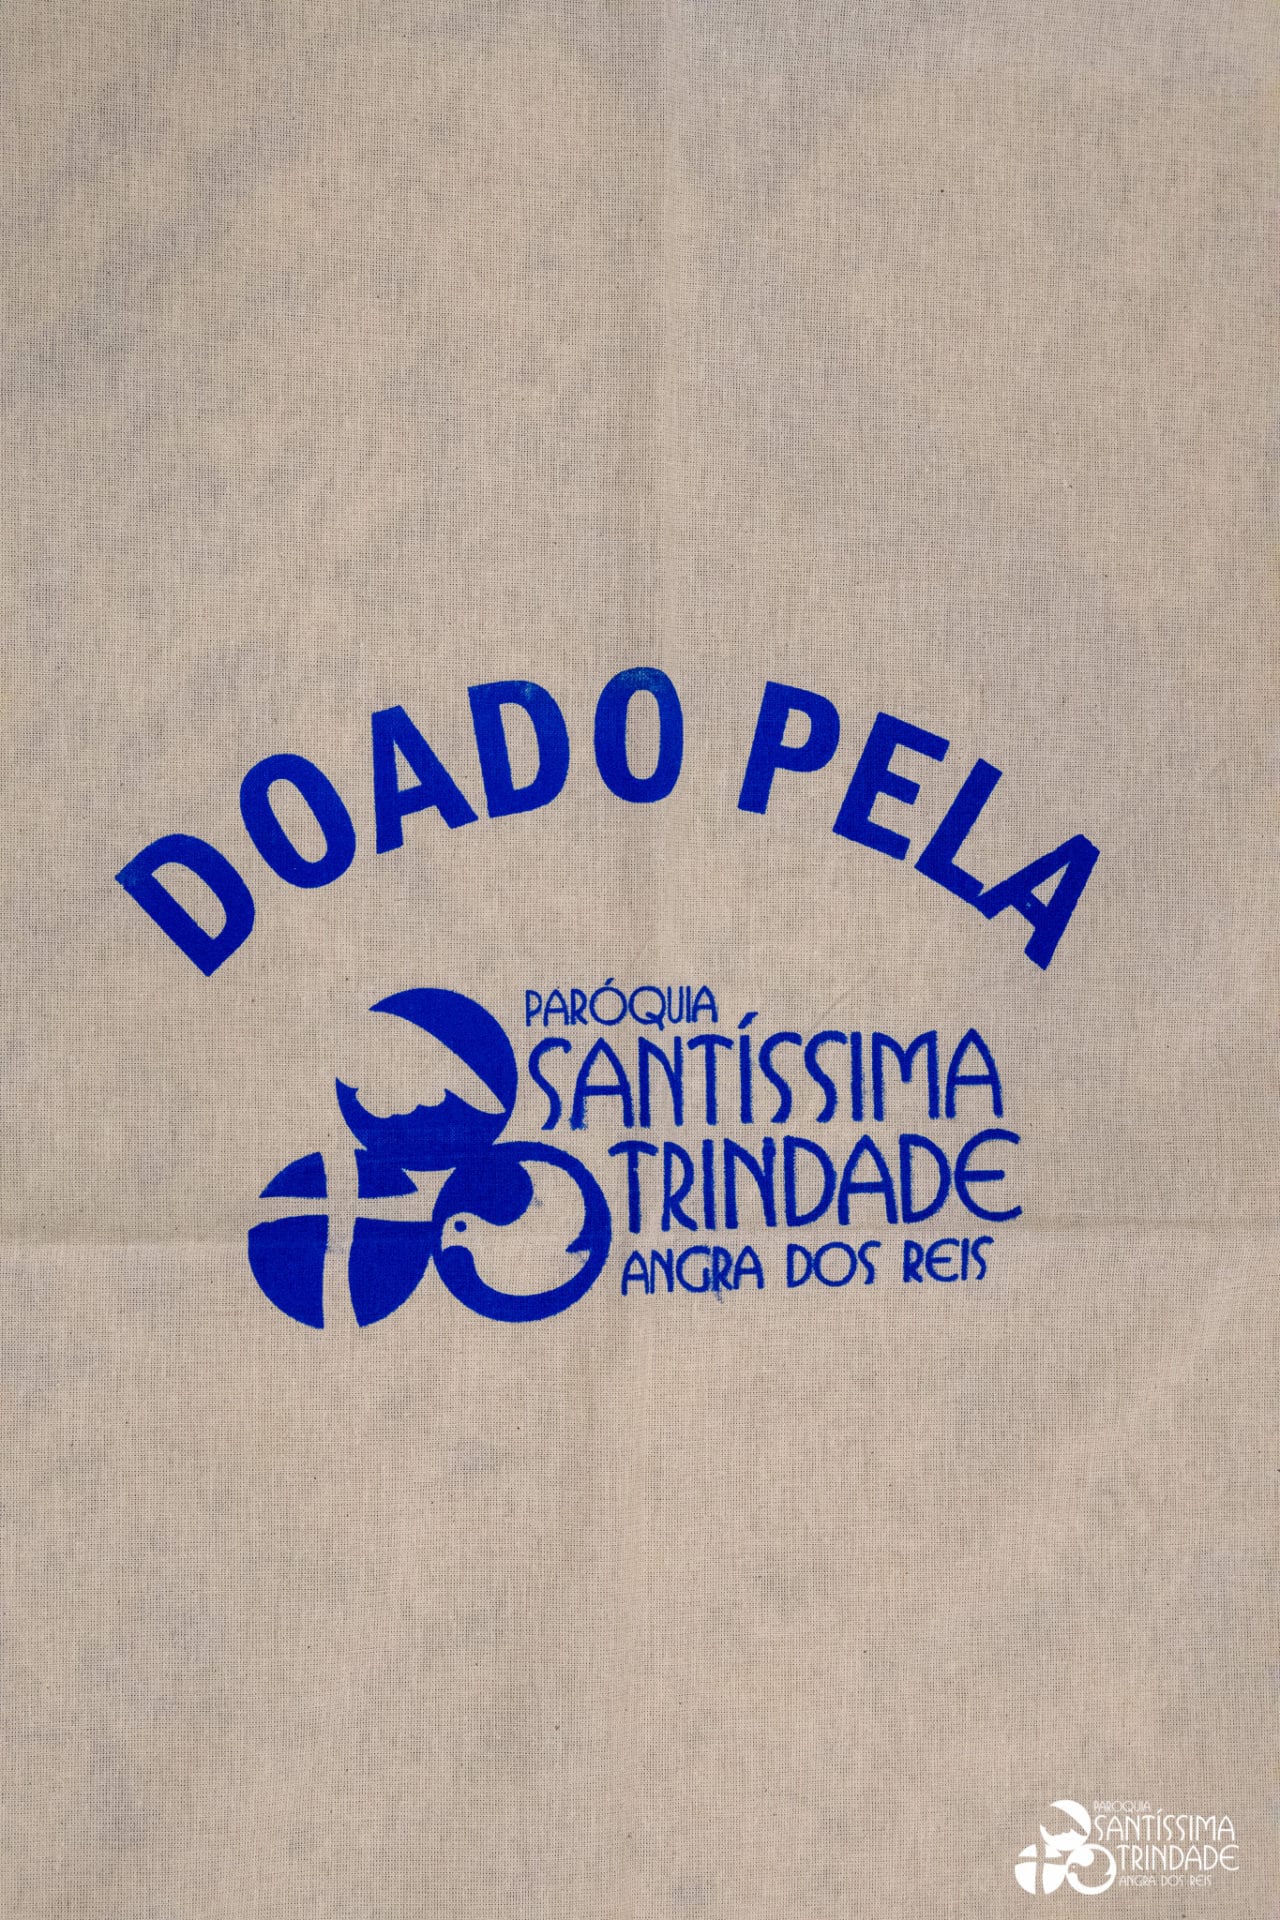 DOADO PELA
PARÓQUIA
SANTÍSSIMA
TRINDADE
ANGRA DOS REIS
PARÓQUIA
SANTÍSSIMA
TRINDADE
ANGRA DOS REIS